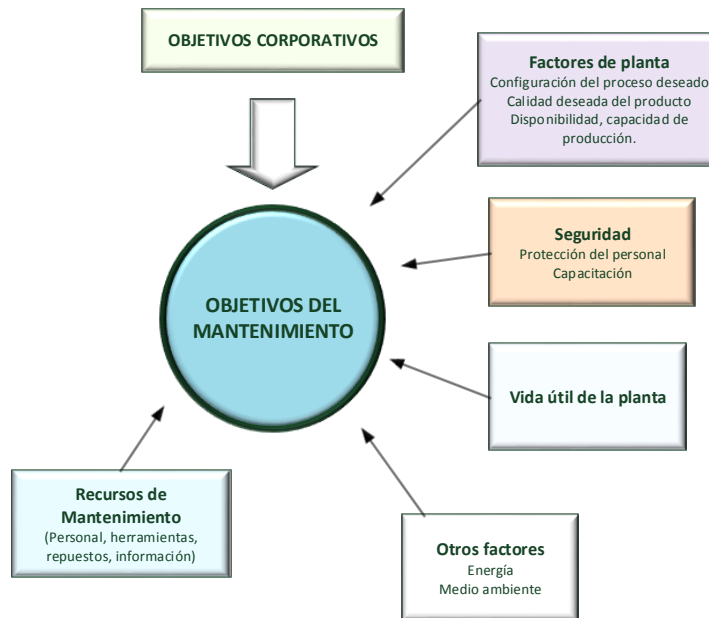 OBJETIVOS CORPORATIVOS
Factores de planta
Configuración del proceso deseado
Calidad deseada del producto
Disponibilidad, capacidad de
producción.
Seguridad
Protección del personal
Capacitación
OBJETIVOS DEL
MANTENIMIENTO
Vida útil de la planta
Recursos de
Mantenimiento
(Personal, herramientas,
repuestos, información)
Otros factores
Energía
Medio ambiente